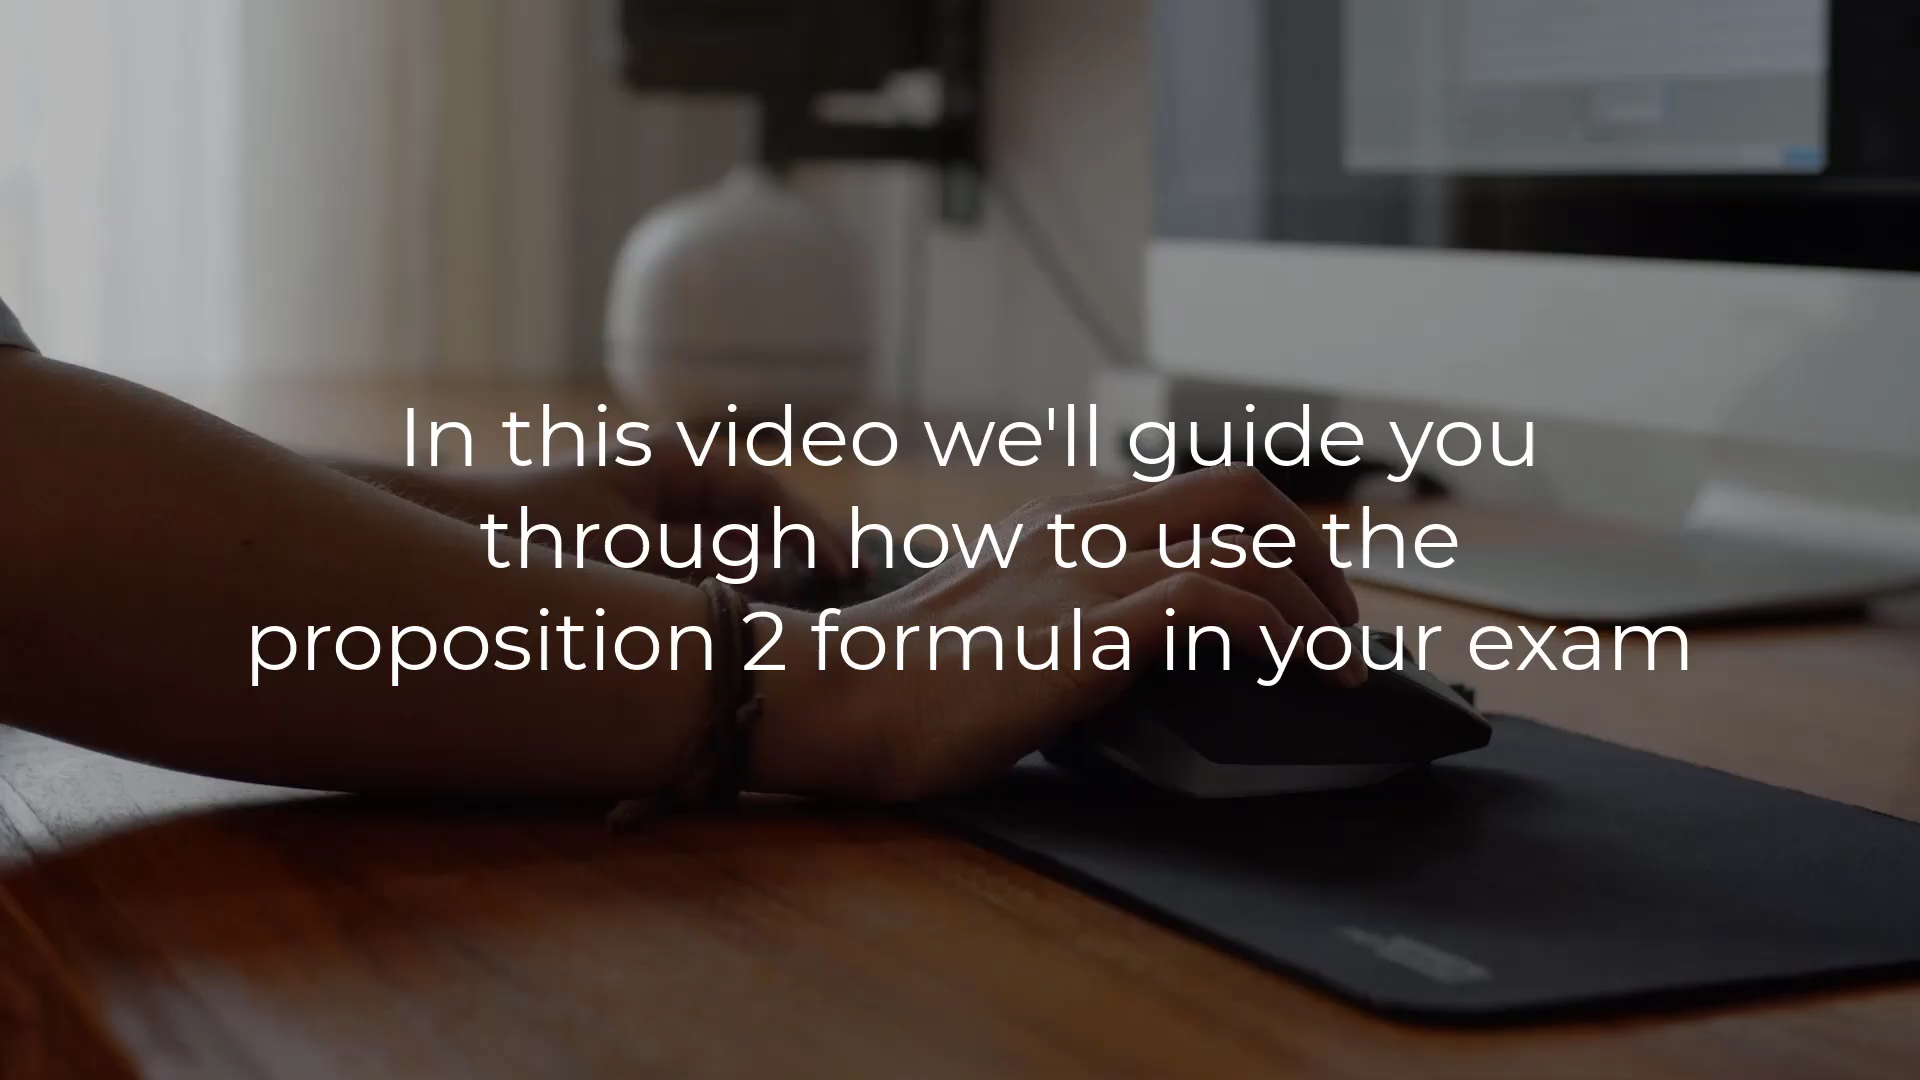 In this video we'll guide you
through how to use the
proposition 2 formula in your exam